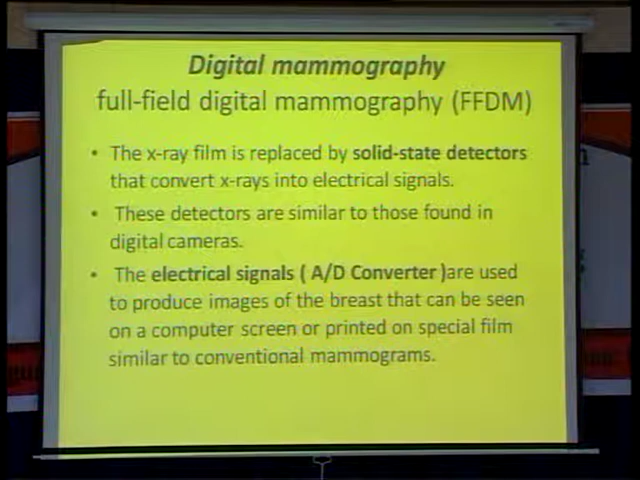 Digital mammography
full-field digital mammography (FFDM)
• The x-ray film is replaced by solid-state detectors
that convert x-rays into electrical signals.
• These detectors are similar to those found in
digital cameras.
• The electrical signals ( A/D Converter )are used
to produce images of the breast that can be seen
on a computer screen or printed on special film
similar to conventional mammograms.